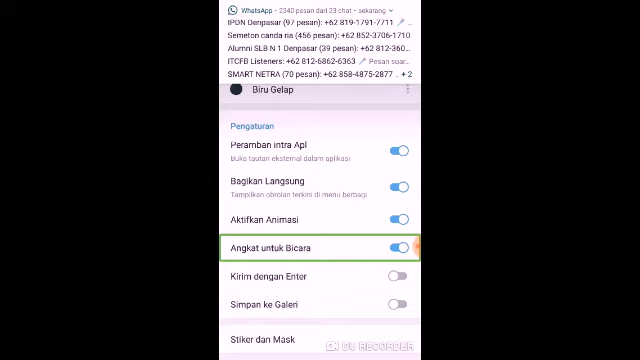 WhatsApp • 2340 pesan dari 23 chat • sekarang
IPDN Denpasar (97 pesan): +62 819-1791-7711
Semeton canda ria (456 pesan): +62 852-3706-1710
Alumni SLB N 1 Denpasar (39 pesan): +62 812-360...
ITCFB Listeners: +62 812-6862-6363 Pesan suar...
SMART NETRA (70 pesan): +62 858-4875-2877 .. + 2
Biru Gelap
Pengaturan
Peramban intra Apl
Buka tautan eksternal dalam aplikasi
Bagikan Langsung
Tampilkan obrolan terkini di menu berbagi
Aktifkan Animasi
Angkat untuk Bicara
Kirim dengan Enter
Simpan ke Galeri
Stiker dan Mask
DU RECORDER